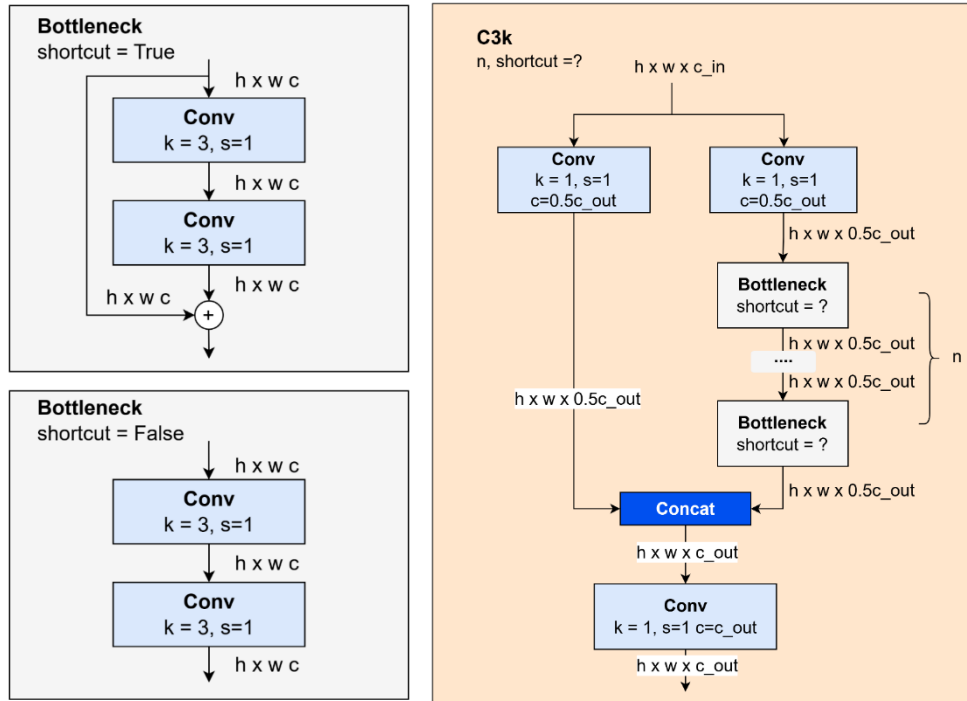 Bottleneck
shortcut = True
h x w c
Conv
k = 3, s=1
h x w c
Conv
k = 3, s=1
h x w c
h x w c
+
Bottleneck
shortcut = False
h x w c
Conv
k = 3, s=1
h x w c
Conv
k = 3, s=1
h x w c
C3k
n, shortcut =?
h x w x c_in
Conv
k = 1, s=1
c=0.5c_out
Conv
k = 1, s=1
c=0.5c_out
h x w x 0.5c_out
Bottleneck
shortcut = ?
h x w x 0.5c_out
....
n
h x w x 0.5c_out
h x w x 0.5c_out
Bottleneck
shortcut = ?
h x w x 0.5c_out
Concat
h x w x c_out
Conv
k = 1, s=1 c=c_out
h x w x c_out